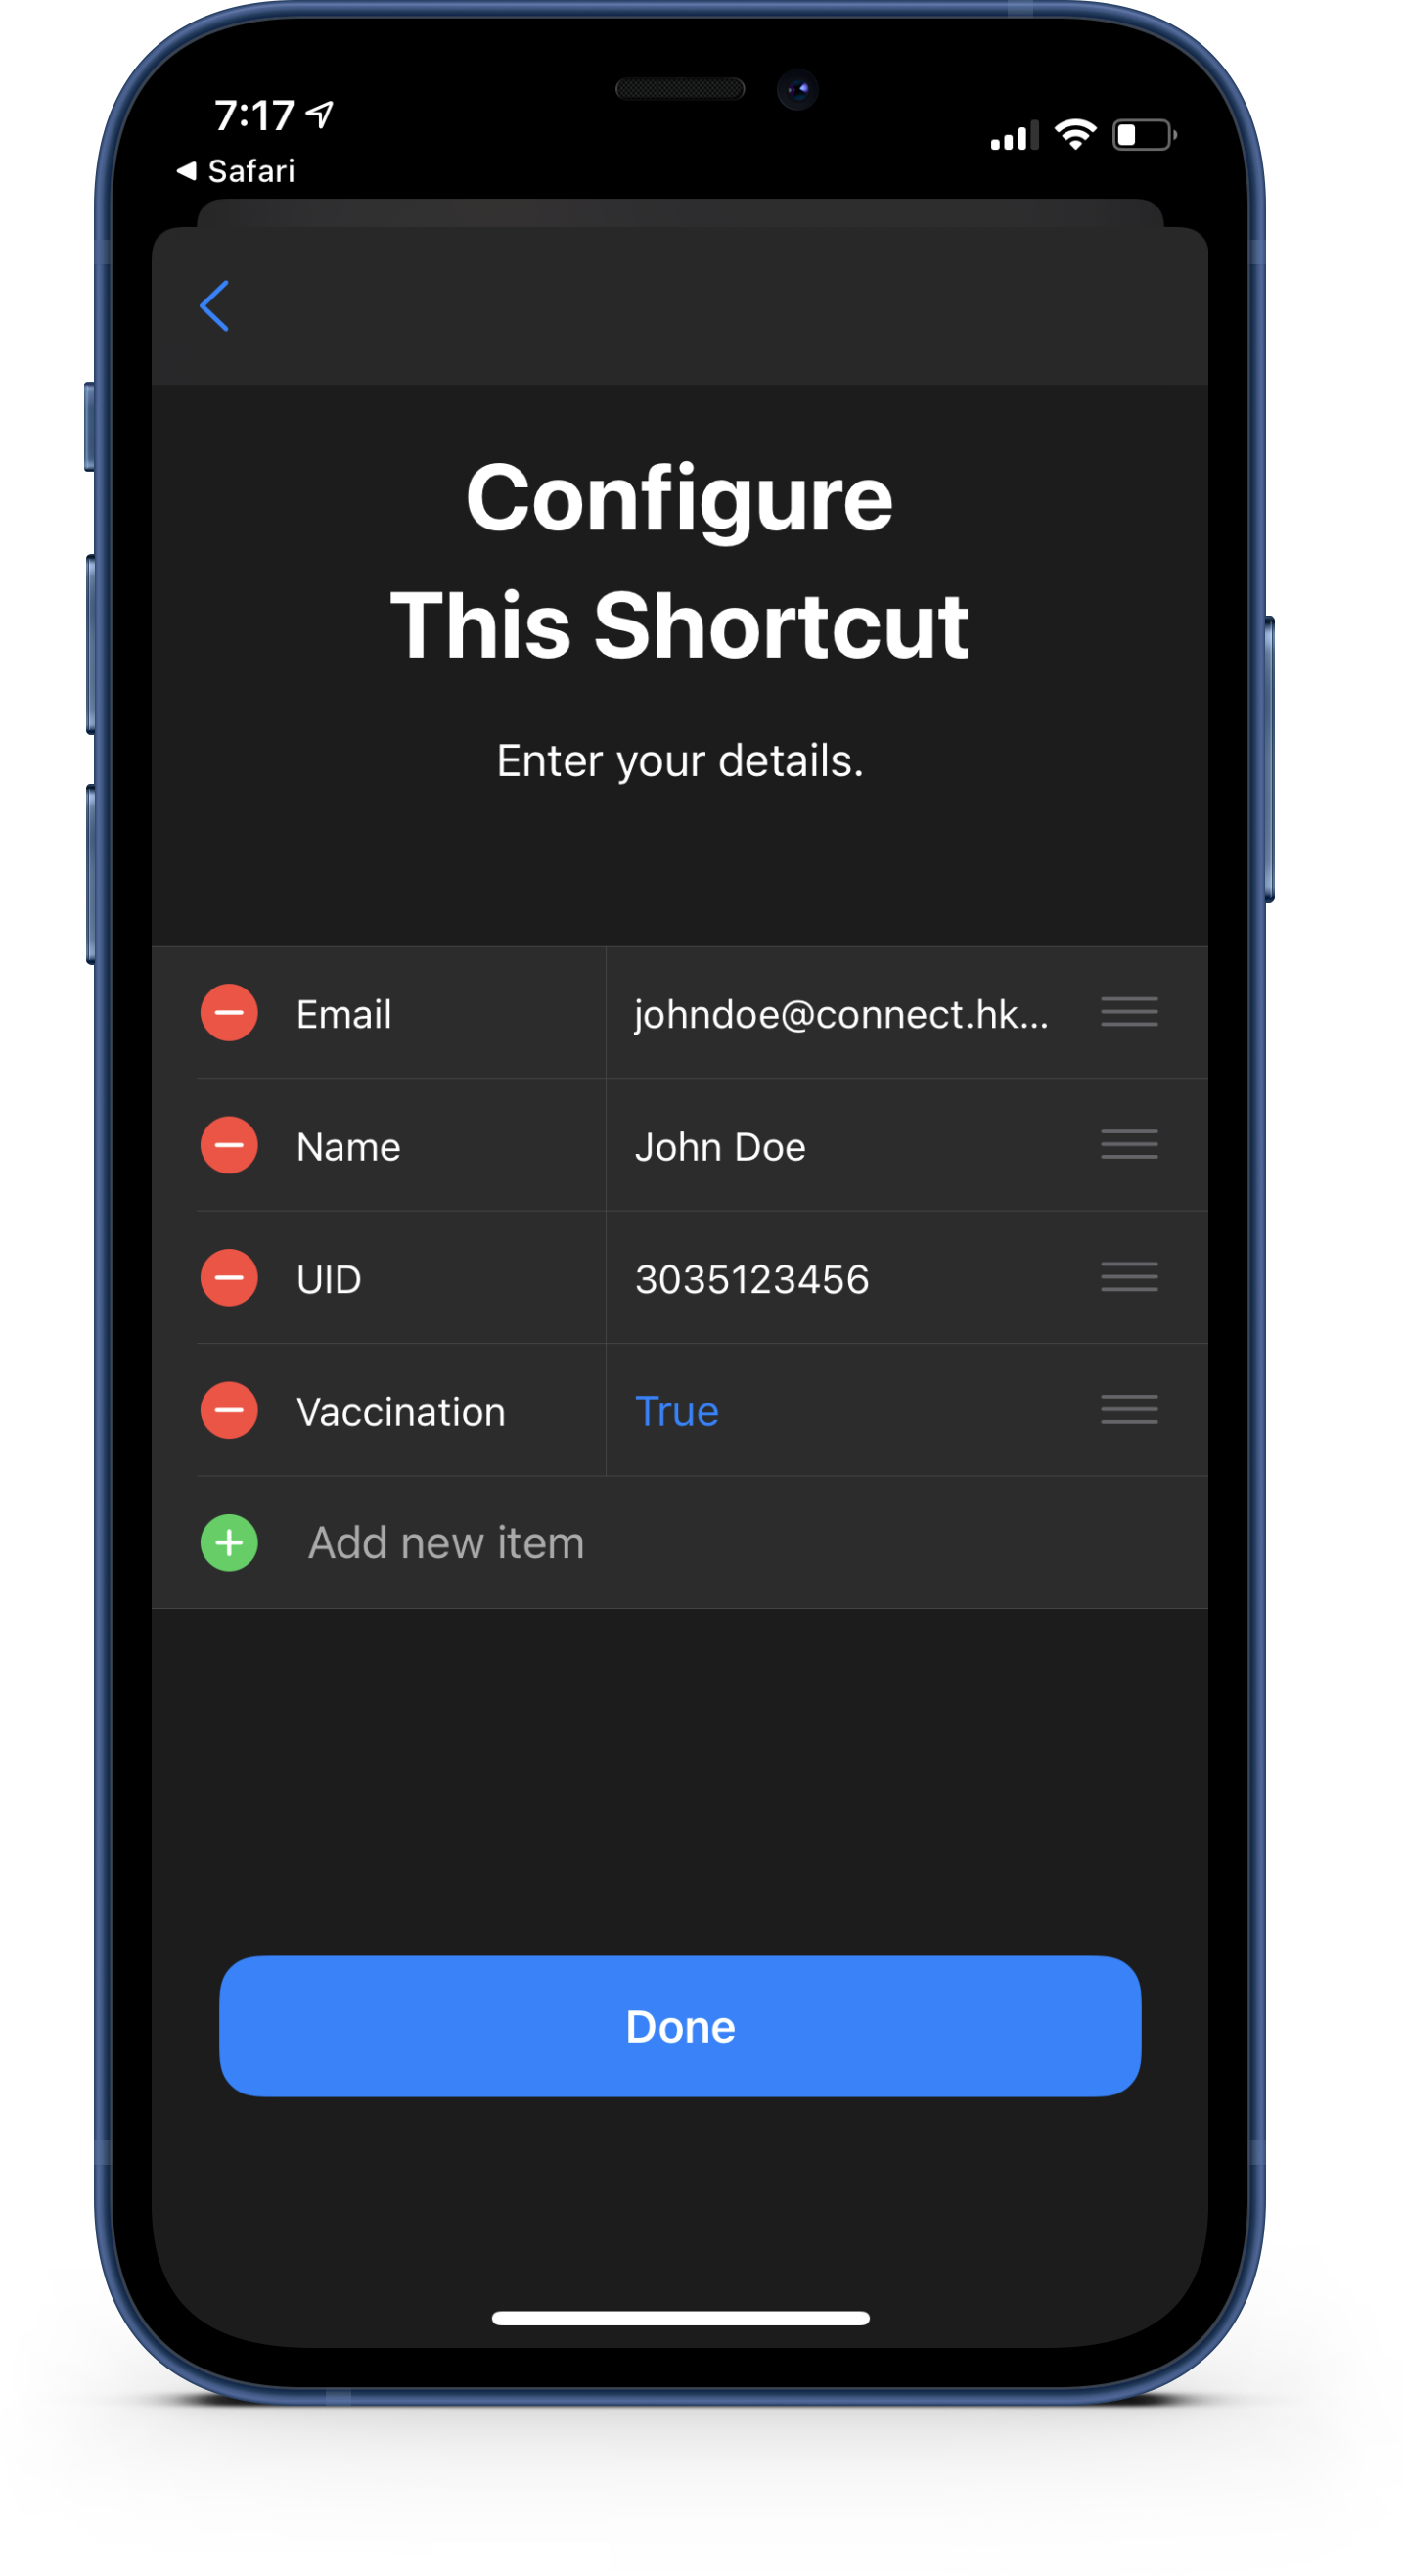 7:17
Safari
Configure
This Shortcut
Enter your details.
Email johndoe@connect.hk...
Name John Doe
UID 3035123456
Vaccination True
Add new item
Done